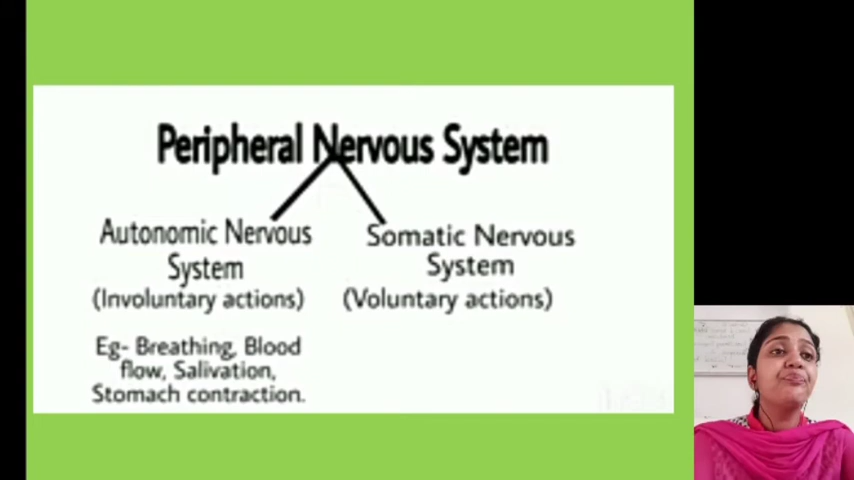 Peripheral Nervous System
Autonomic Nervous
System
(Involuntary actions)
Eg- Breathing, Blood
flow, Salivation,
Stomach contraction.
Somatic Nervous
System
(Voluntary actions)